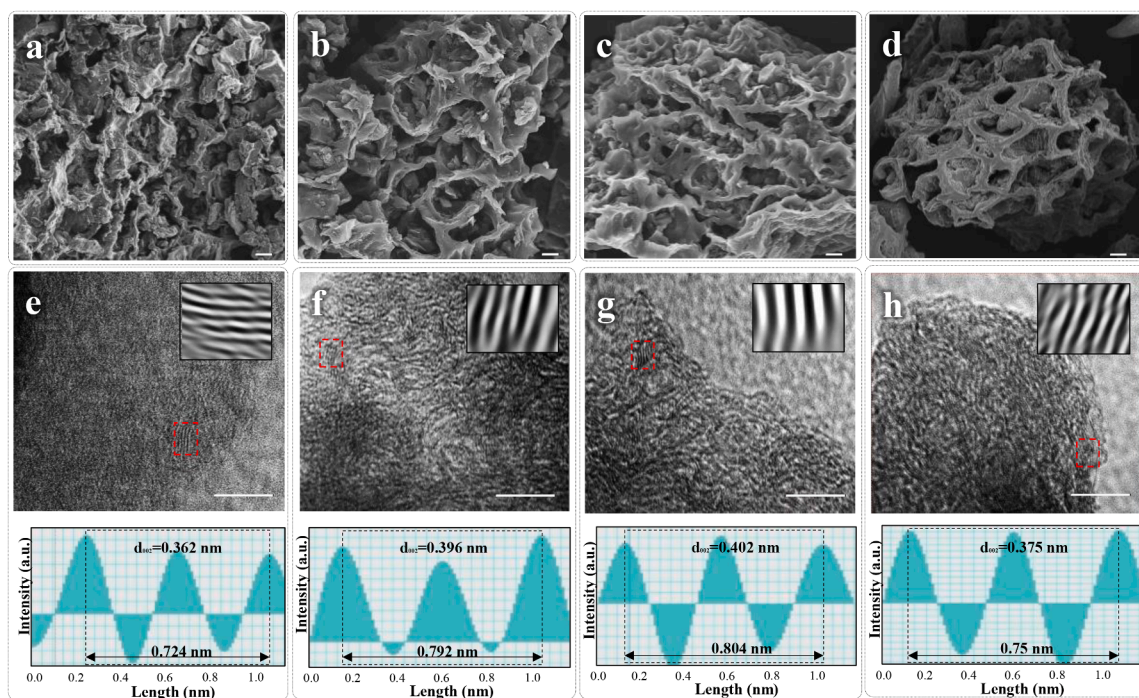 a
b
c
d
e
f
g
h
Intensity (a.u.)
d₀₀₂=0.362 nm
0.724 nm
0.0 0.2 0.4 0.6 0.8 1.0
Length (nm)
Intensity (a.u.)
d₀₀₂=0.396 nm
0.792 nm
0.0 0.2 0.4 0.6 0.8 1.0
Length (nm)
Intensity (a.u.)
d₀₀₂=0.402 nm
0.804 nm
0.0 0.2 0.4 0.6 0.8 1.0
Length (nm)
Intensity (a.u.)
d₀₀₂=0.375 nm
0.75 nm
0.0 0.2 0.4 0.6 0.8 1.0
Length (nm)